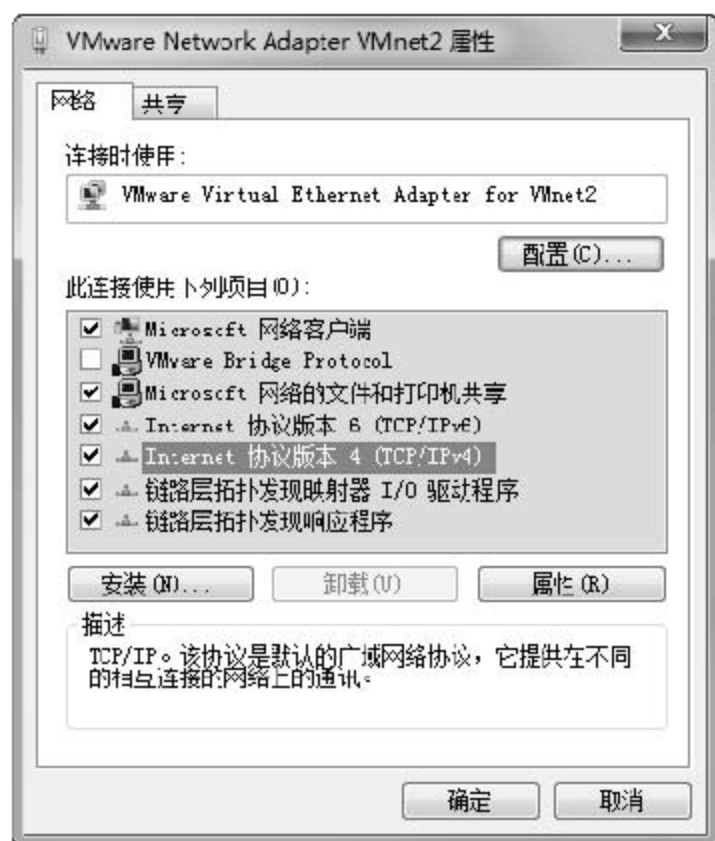 VMware Network Adapter VMnet2 属性
网络 共享
连接时使用:
VMware Virtual Ethernet Adapter for VMnet2
配置(C)...
此连接使用下列项目(O):
Microsoft 网络客户端
VMware Bridge Protocol
Microsoft 网络的文件和打印机共享
Internet 协议版本 6 (TCP/IPv6)
Internet 协议版本 4 (TCP/IPv4)
链路层拓扑发现映射器 I/O 驱动程序
链路层拓扑发现响应程序
安装(N)... 卸载(U) 属性(R)
描述
TCP/IP。该协议是默认的广域网络协议，它提供在不同
的相互连接的网络上的通讯。
确定 取消